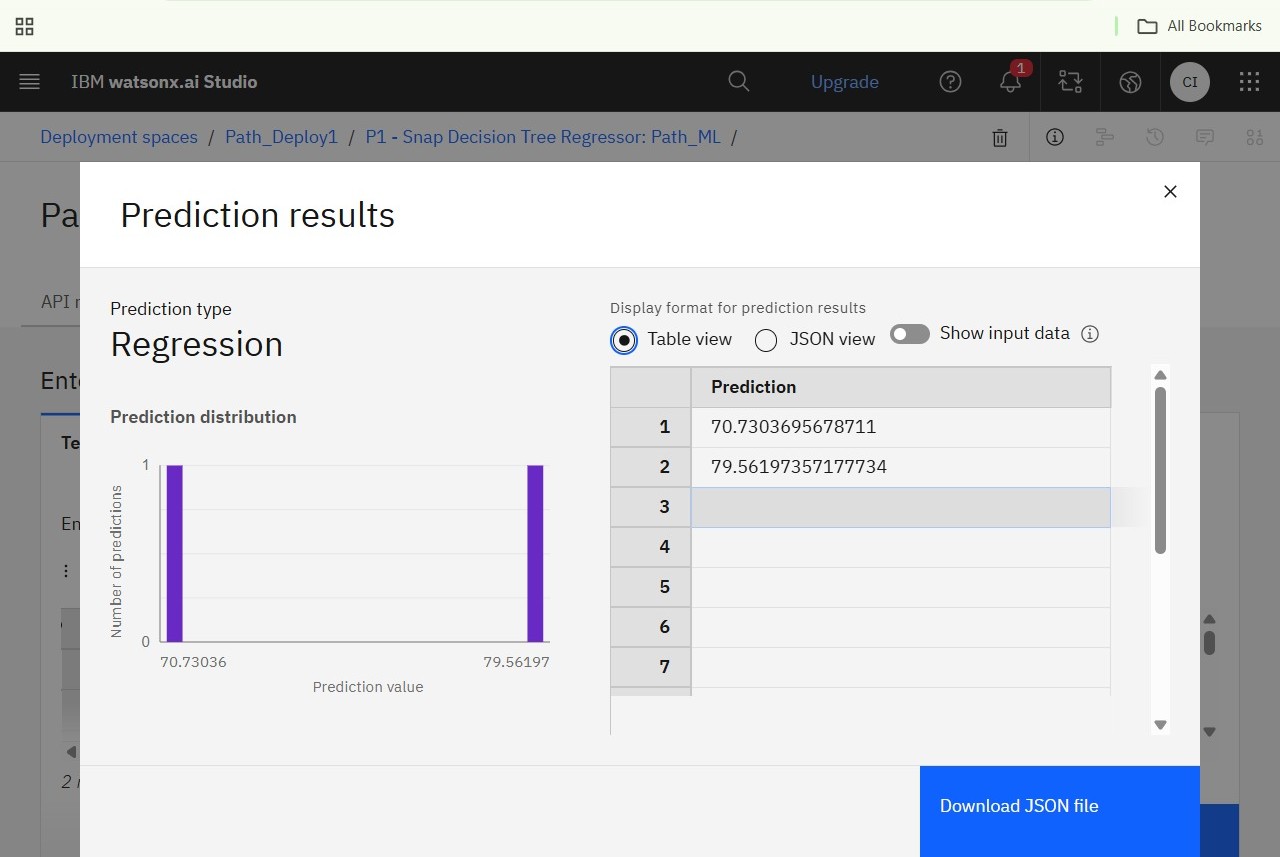 All Bookmarks
IBM watsonx.ai Studio
Upgrade
1
CI
Deployment spaces / Path_Deploy1 / P1 - Snap Decision Tree Regressor: Path_ML /
Pa
Prediction results
API r
Prediction type
Regression
Display format for prediction results
Table view
JSON view
Show input data
Ente
Te
En
2 r
Prediction distribution
Number of predictions
1
0
70.73036
79.56197
Prediction value
Prediction
1 70.7303695678711
2 79.56197357177734
3
4
5
6
7
Download JSON file